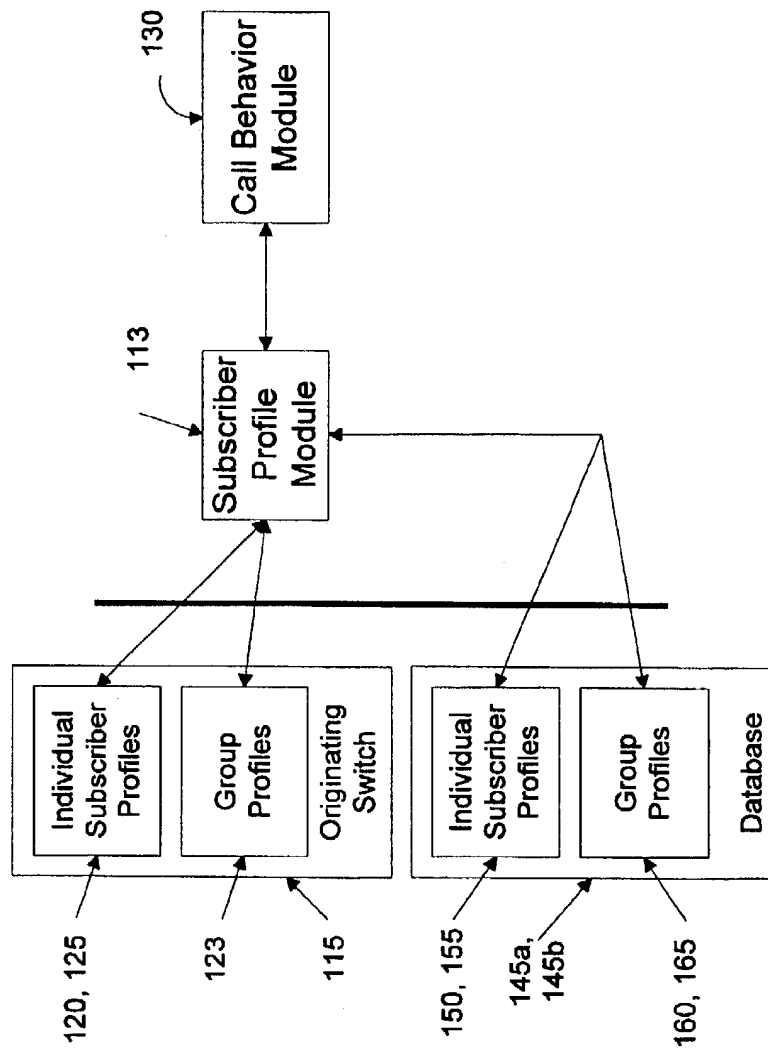 130
Call Behavior
Module
113
Subscriber
Profile
Module
Individual
Subscriber
Profiles
Group
Profiles
Originating
Switch
120, 125
123
115
Individual
Subscriber
Profiles
Group
Profiles
Database
150, 155
145a,
145b
160, 165